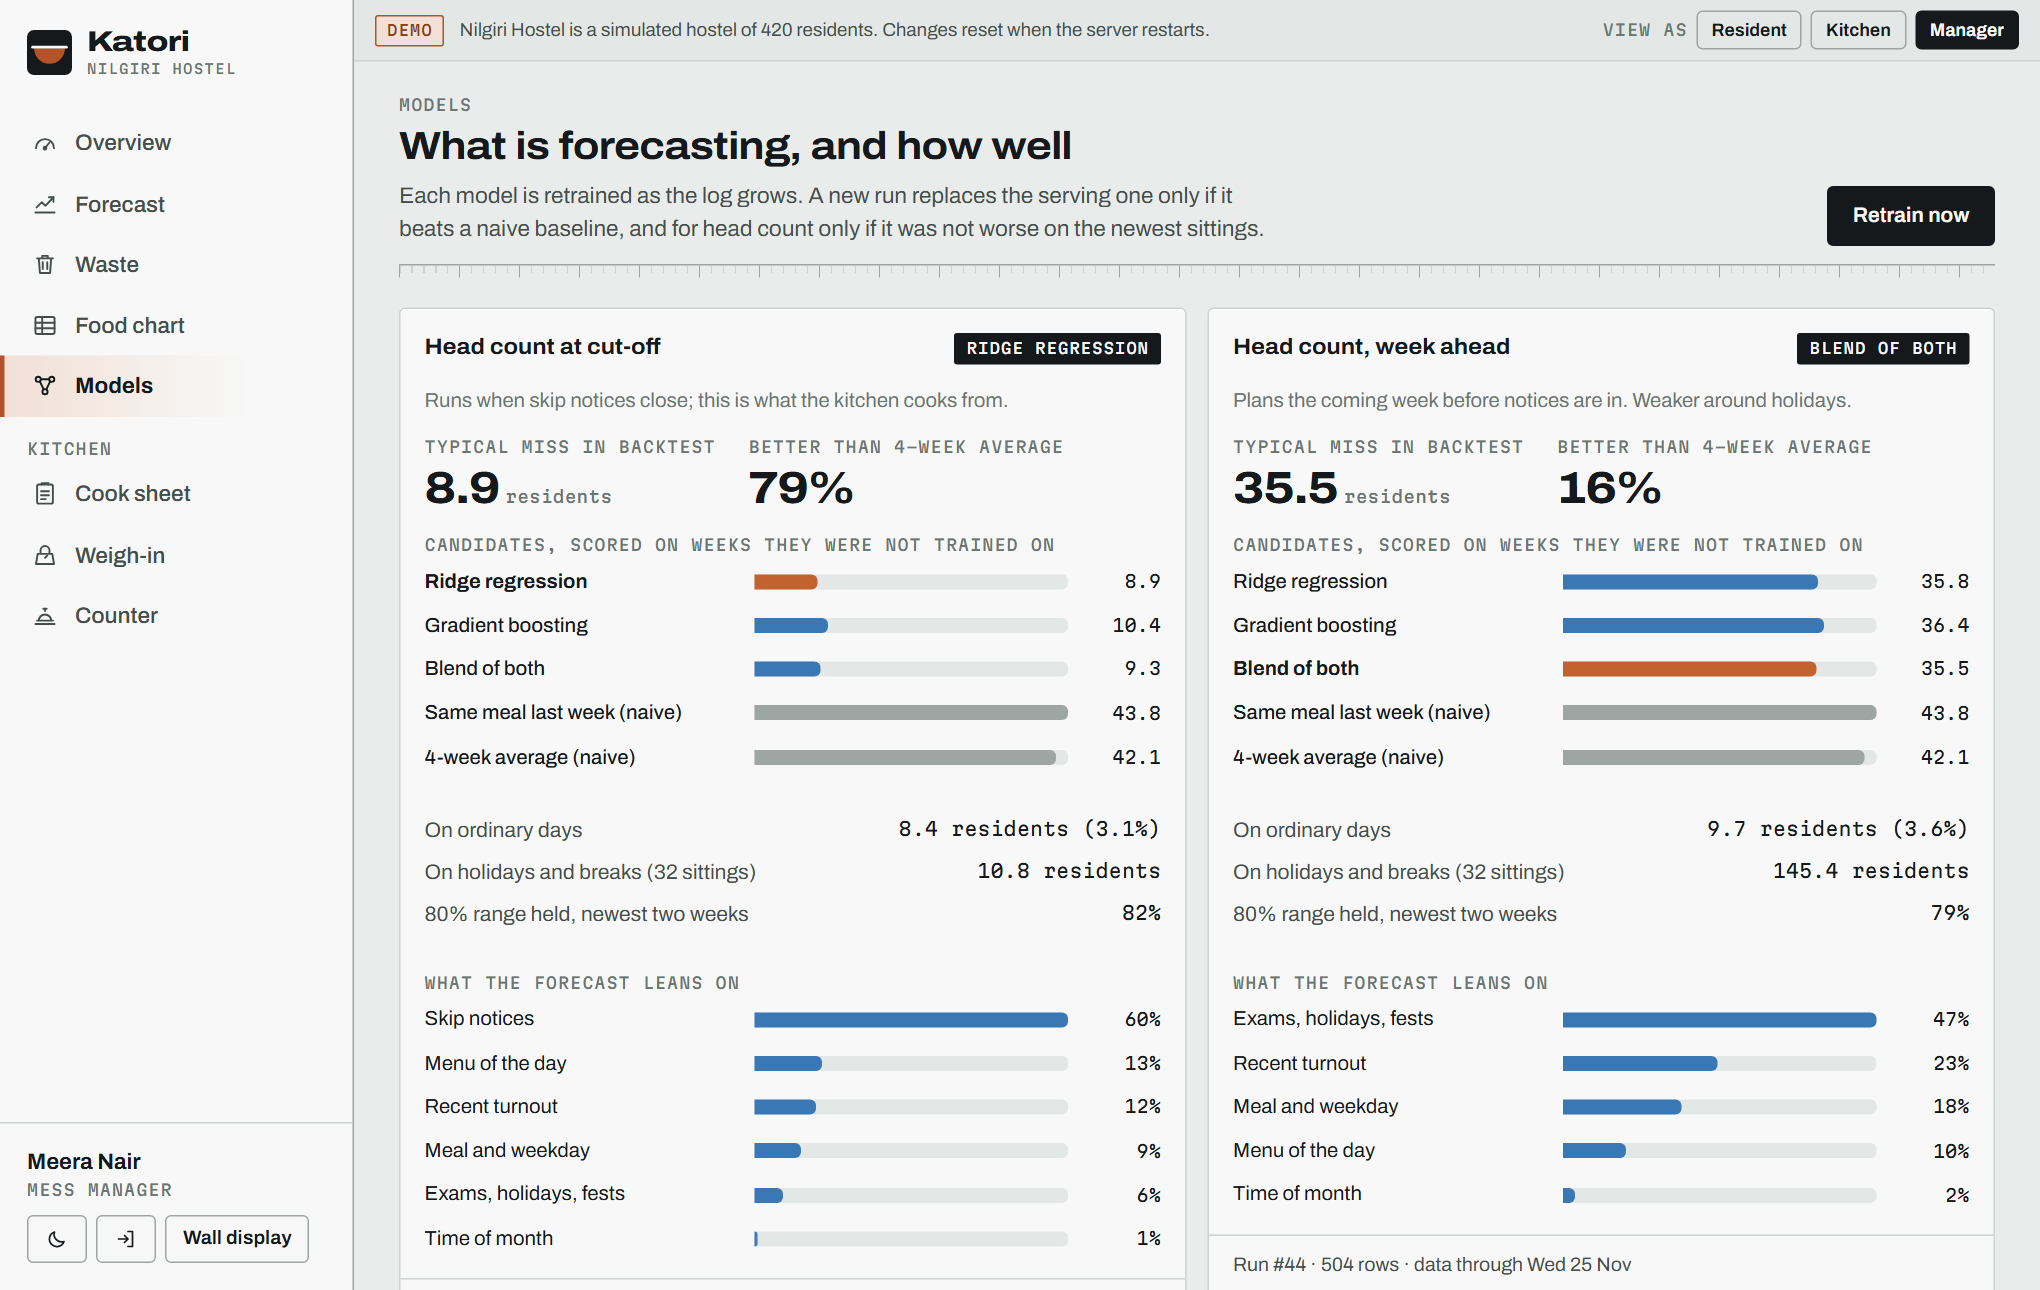 Katori
NILGIRI HOSTEL
Overview
Forecast
Waste
Food chart
Models
KITCHEN
Cook sheet
Weigh-in
Counter
Meera Nair
MESS MANAGER
Wall display
DEMO Nilgiri Hostel is a simulated hostel of 420 residents. Changes reset when the server restarts.
VIEW AS Resident Kitchen Manager
MODELS
What is forecasting, and how well
Each model is retrained as the log grows. A new run replaces the serving one only if it
beats a naive baseline, and for head count only if it was not worse on the newest sittings.
Retrain now
Head count at cut-off RIDGE REGRESSION
Runs when skip notices close; this is what the kitchen cooks from.
TYPICAL MISS IN BACKTEST BETTER THAN 4-WEEK AVERAGE
8.9 residents 79%
CANDIDATES, SCORED ON WEEKS THEY WERE NOT TRAINED ON
Ridge regression 8.9
Gradient boosting 10.4
Blend of both 9.3
Same meal last week (naive) 43.8
4-week average (naive) 42.1
On ordinary days 8.4 residents (3.1%)
On holidays and breaks (32 sittings) 10.8 residents
80% range held, newest two weeks 82%
WHAT THE FORECAST LEANS ON
Skip notices 60%
Menu of the day 13%
Recent turnout 12%
Meal and weekday 9%
Exams, holidays, fests 6%
Time of month 1%
Head count, week ahead BLEND OF BOTH
Plans the coming week before notices are in. Weaker around holidays.
TYPICAL MISS IN BACKTEST BETTER THAN 4-WEEK AVERAGE
35.5 residents 16%
CANDIDATES, SCORED ON WEEKS THEY WERE NOT TRAINED ON
Ridge regression 35.8
Gradient boosting 36.4
Blend of both 35.5
Same meal last week (naive) 43.8
4-week average (naive) 42.1
On ordinary days 9.7 residents (3.6%)
On holidays and breaks (32 sittings) 145.4 residents
80% range held, newest two weeks 79%
WHAT THE FORECAST LEANS ON
Exams, holidays, fests 47%
Recent turnout 23%
Meal and weekday 18%
Menu of the day 10%
Time of month 2%
Run #44 · 504 rows · data through Wed 25 Nov